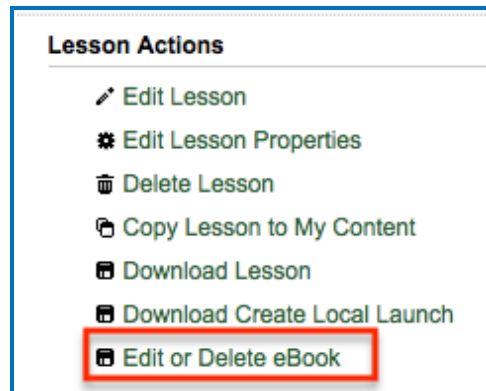 Lesson Actions
Edit Lesson
Edit Lesson Properties
Delete Lesson
Copy Lesson to My Content
Download Lesson
Download Create Local Launch
Edit or Delete eBook